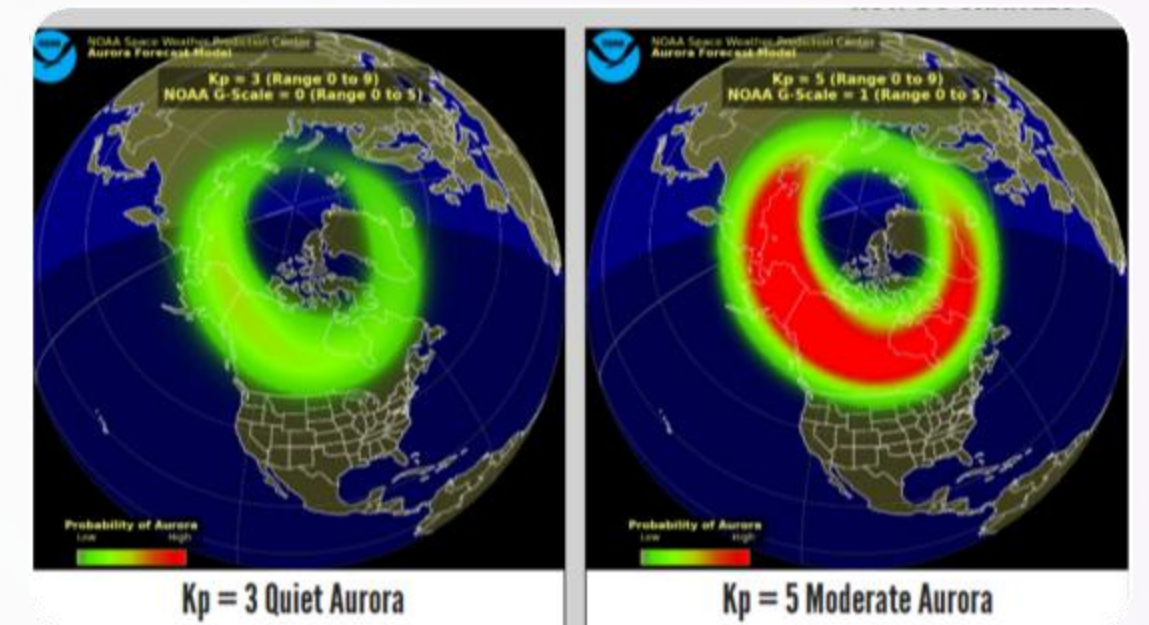 NOAA Space Weather Prediction Center
Aurora Forecast Model
Kp = 3 (Range 0 to 9)
NOAA G-Scale = 0 (Range 0 to 5)
Probability of Aurora
Low High
Kp = 3 Quiet Aurora
NOAA Space Weather Prediction Center
Aurora Forecast Model
Kp = 5 (Range 0 to 9)
NOAA G-Scale = 1 (Range 0 to 5)
Probability of Aurora
Low High
Kp = 5 Moderate Aurora